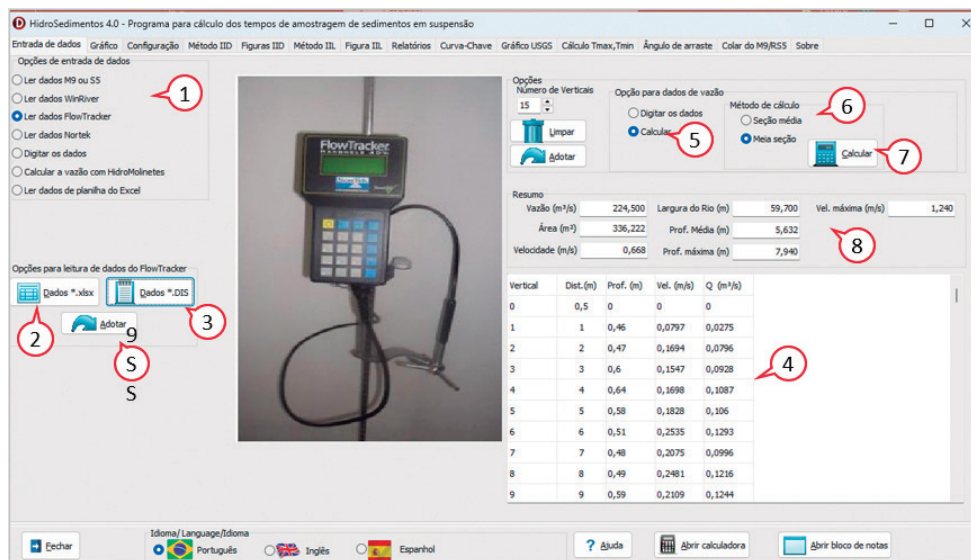 HidroSedimentos 4.0 - Programa para cálculo dos tempos de amostragem de sedimentos em suspensão
Entrada de dados Gráfico Configuração Método IID Figuras IID Método IIL Figura IIL Relatórios Curva-Chave Gráfico USGS Cálculo Tmax,Tmin Ângulo de arraste Colar do M9/RS5 Sobre
Opções de entrada de dados
Ler dados M9 ou S5
1
Ler dados WinRiver
Ler dados FlowTracker
Ler dados Nortek
Digitar os dados
Calcular a vazão com HidroMolinetes
Ler dados de planilha do Excel
Opções para leitura de dados do FlowTracker
Dados *.xlsx Dados *.DIS
2 3
Adotar
9
S
S
FlowTracker
Opções
Número de Verticais
15
Limpar
Adotar
Opção para dados de vazão
Digitar os dados
Calcular
5
Método de cálculo
6
Seção média
Meia seção
Calcular
7
Resumo
Vazão (m³/s) 224,500 Largura do Rio (m) 59,700 Vel. máxima (m/s) 1,240
Área (m²) 336,222 Prof. Média (m) 5,632
8
Velocidade (m/s) 0,668 Prof. máxima (m) 7,940
Vertical Dist.(m) Prof. (m) Vel. (m/s) Q (m³/s)
0 0,5 0 0 0
1 1 0,46 0,0797 0,0275
2 2 0,47 0,1694 0,0796
3 3 0,6 0,1547 0,0928
4
4 4 0,64 0,1698 0,1087
5 5 0,58 0,1828 0,106
6 6 0,51 0,2535 0,1293
7 7 0,48 0,2075 0,0996
8 8 0,49 0,2481 0,1216
9 9 0,59 0,2109 0,1244
Fechar
Idoma/Language/Idioma
Português Inglês Espanhol
? Ajuda Abrir calculadora Abrir bloco de notas